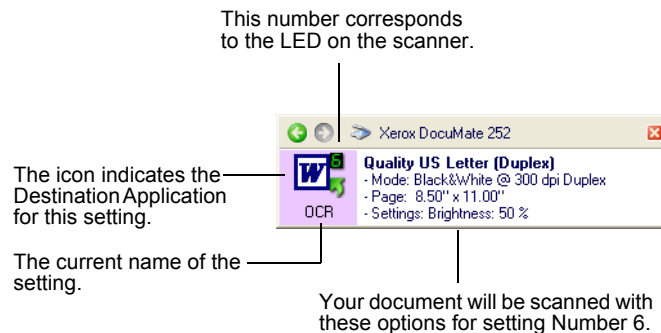 This number corresponds
to the LED on the scanner.
Xerox DocuMate 252
The icon indicates the
Destination Application
for this setting.
W
6
OCR
Quality US Letter (Duplex)
- Mode: Black&White @ 300 dpi Duplex
- Page: 8.50'' x 11.00''
- Settings: Brightness: 50 %
The current name of the
setting.
Your document will be scanned with
these options for setting Number 6.